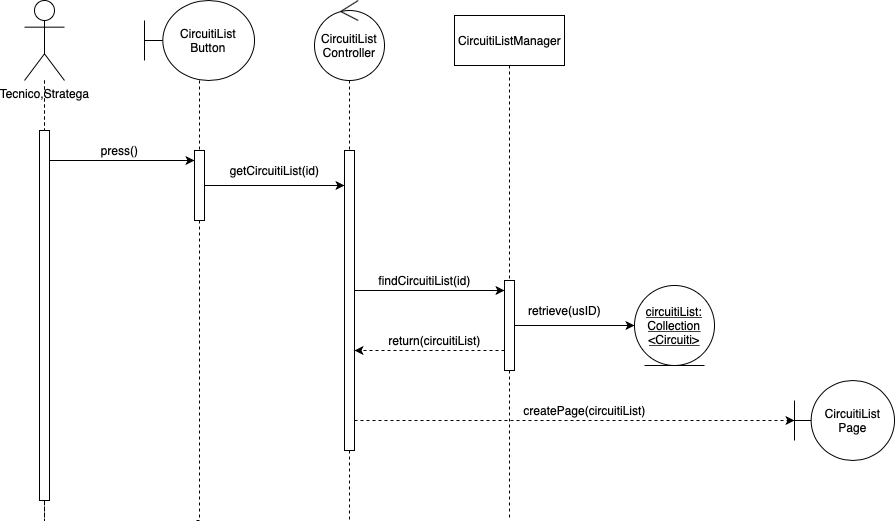 CircuitiList
Button
CircuitiList
Controller
CircuitiListManager
Tecnico,Stratega
press()
getCircuitiList(id)
findCircuitiList(id)
retrieve(usID)
circuitiList:
Collection
<Circuiti>
return(circuitiList)
createPage(circuitiList)
CircuitiList
Page